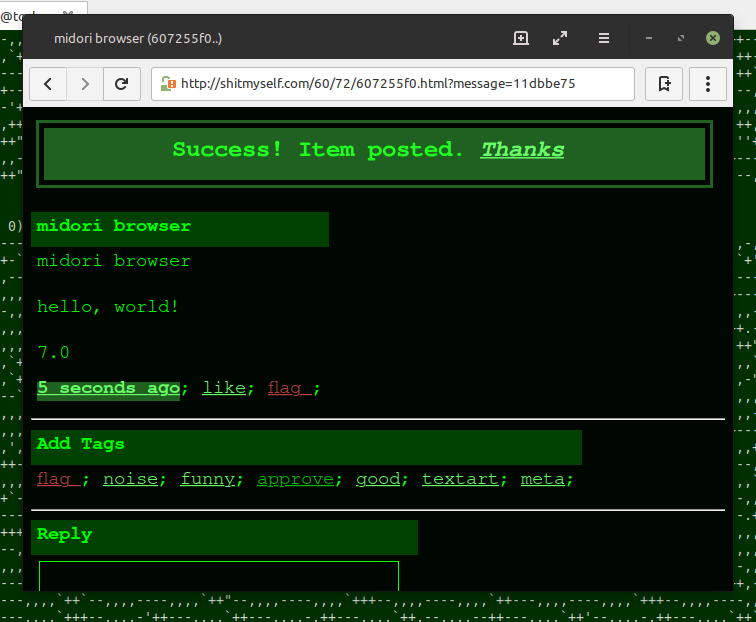 @to
midori browser (607255f0..)
http://shitmyself.com/60/72/607255f0.html?message=11dbbe75
Success! Item posted. Thanks
midori browser
midori browser
hello, world!
7.0
5 seconds ago; like; flag ;
Add Tags
flag ; noise; funny; approve; good; textart; meta;
Reply
0)